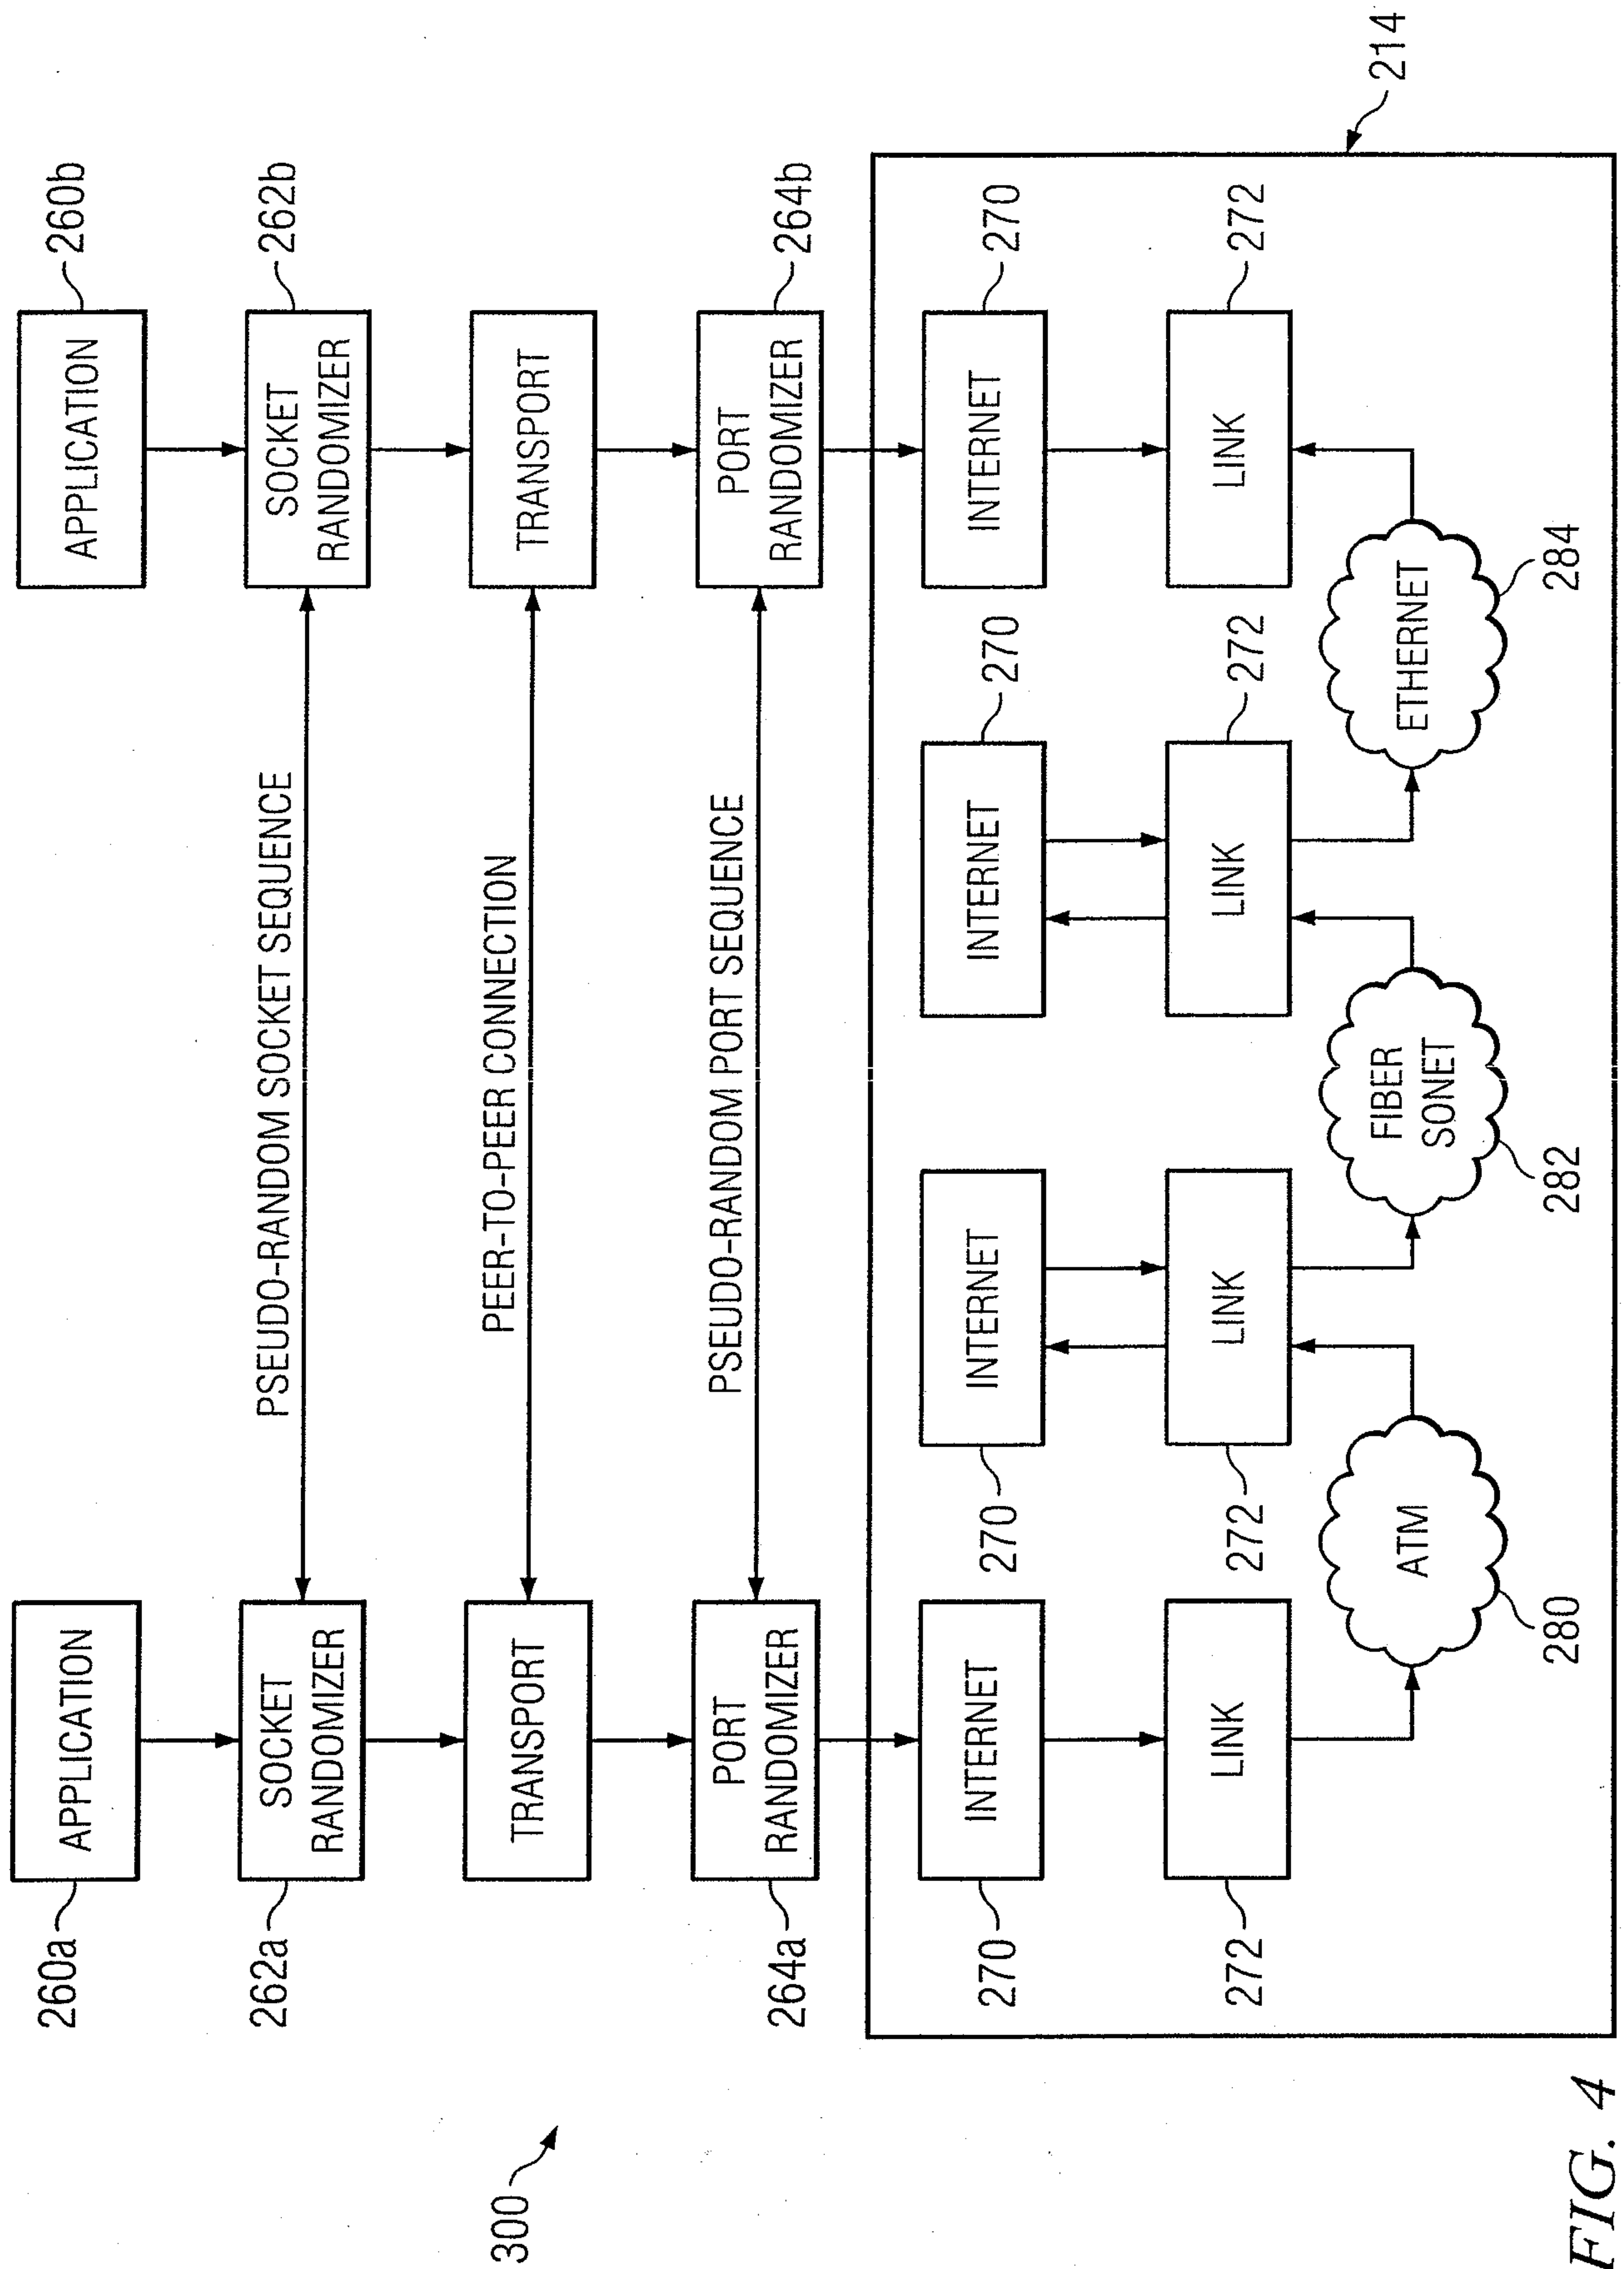 300
260a
APPLICATION
APPLICATION
260b
262a
SOCKET
RANDOMIZER
PSEUDO-RANDOM SOCKET SEQUENCE
SOCKET
RANDOMIZER
262b
TRANSPORT
PEER-TO-PEER CONNECTION
TRANSPORT
264a
PORT
RANDOMIZER
PSEUDO-RANDOM PORT SEQUENCE
PORT
RANDOMIZER
264b
214
270
INTERNET
270
INTERNET
INTERNET
270
INTERNET
270
272
LINK
272
LINK
LINK
272
LINK
272
ATM
280
FIBER
SONET
282
ETHERNET
284
FIG. 4